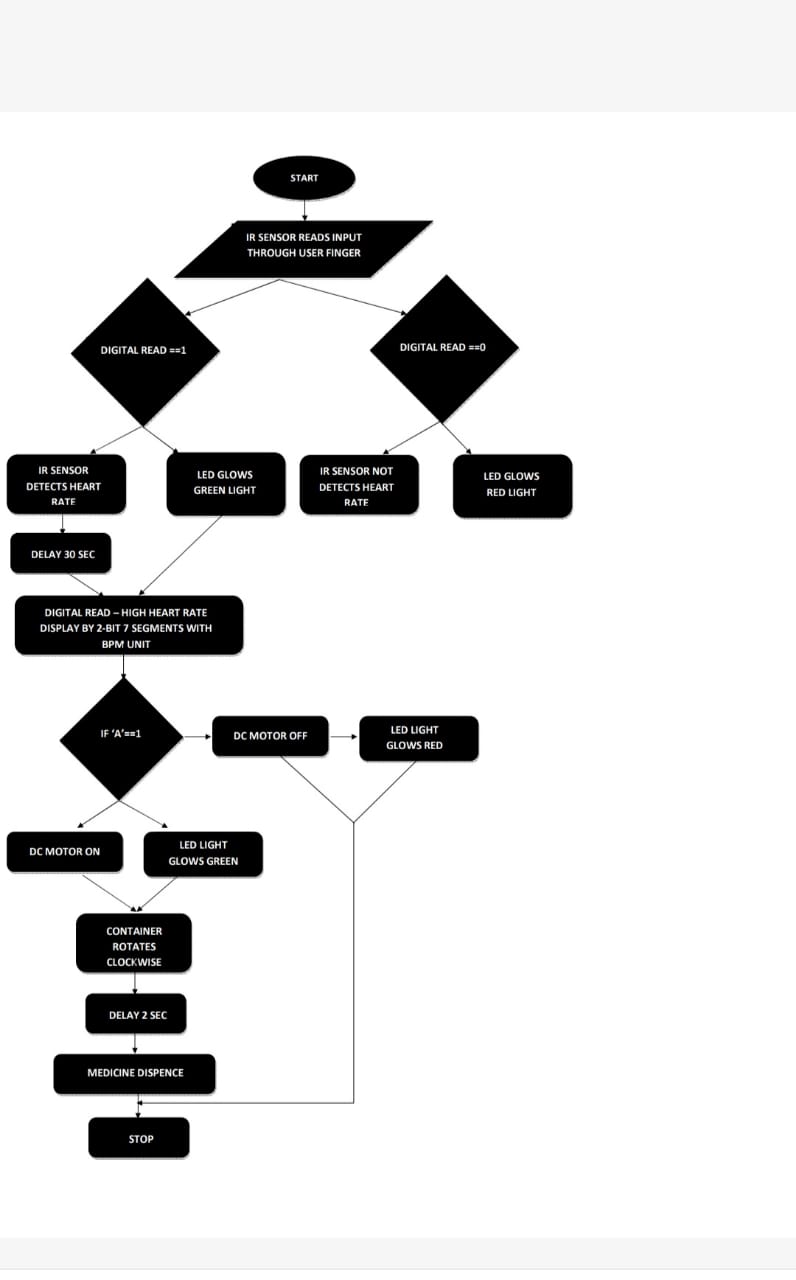 START
IR SENSOR READS INPUT
THROUGH USER FINGER
DIGITAL READ ==1
DIGITAL READ ==0
IR SENSOR
DETECTS HEART
RATE
LED GLOWS
GREEN LIGHT
IR SENSOR NOT
DETECTS HEART
RATE
LED GLOWS
RED LIGHT
DELAY 30 SEC
DIGITAL READ – HIGH HEART RATE
DISPLAY BY 2-BIT 7 SEGMENTS WITH
BPM UNIT
IF ‘A’==1
DC MOTOR OFF
LED LIGHT
GLOWS RED
DC MOTOR ON
LED LIGHT
GLOWS GREEN
CONTAINER
ROTATES
CLOCKWISE
DELAY 2 SEC
MEDICINE DISPENCE
STOP